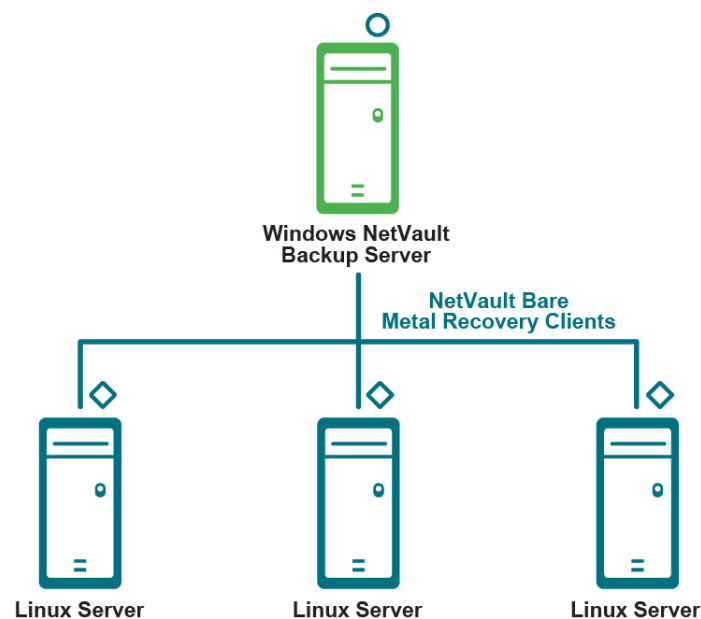 Windows NetVault
Backup Server
NetVault Bare
Metal Recovery Clients
Linux Server
Linux Server
Linux Server